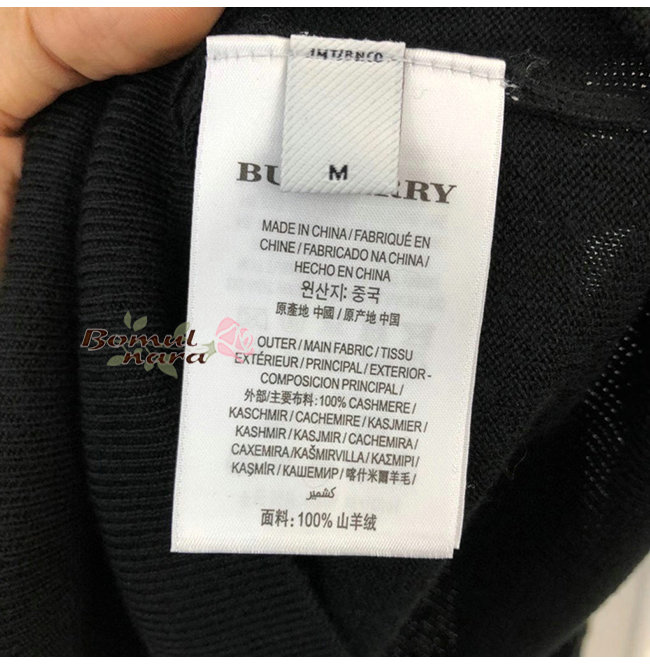 M
MADE IN CHINA / FABRIQUÉ EN
CHINE / FABRICADO NA CHINA /
HECHO EN CHINA
원산지: 중국
原產地 中國 / 原产地 中国
Bomul
nara
OUTER / MAIN FABRIC / TISSU
EXTÉRIEUR / PRINCIPAL / EXTERIOR-
COMPOSICION PRINCIPAL /
外部/主要布料: 100% CASHMERE /
KASCHMIR / CACHEMIRE / KASJMIER /
KASHMIR / KASJMIR / CACHEMIRA /
CAXEMIRA/KAŠMIRVILLA / ΚΑΣΜΙΡΙ /
KAŞMİR / КАШЕМИР / 喀什米爾羊毛 /
كشمير
面料: 100% 山羊绒